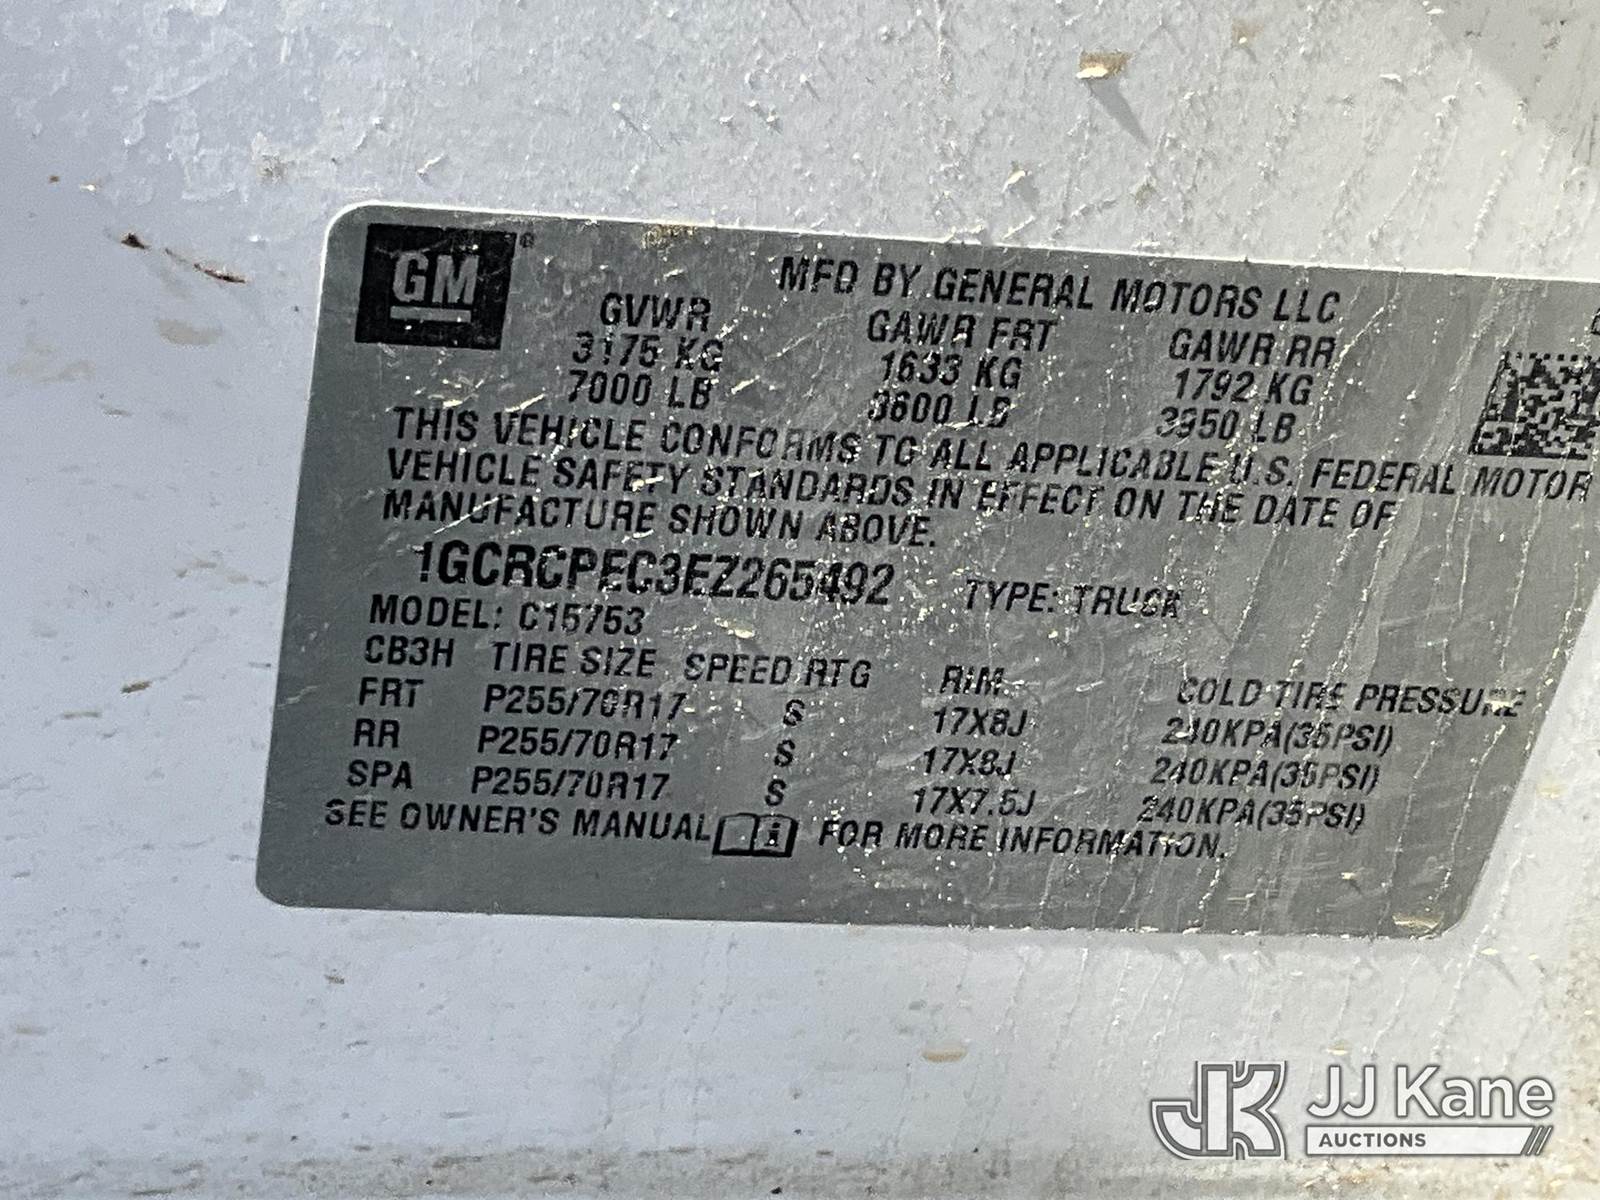 GM
MFD BY GENERAL MOTORS LLC
GVWR GAWR FRT GAWR RR
3175 KG 1633 KG 1792 KG
7000 LB 3600 LB 3950 LB
THIS VEHICLE CONFORMS TO ALL APPLICABLE U.S. FEDERAL MOTOR
VEHICLE SAFETY STANDARDS IN EFFECT ON THE DATE OF
MANUFACTURE SHOWN ABOVE.
1GCRCPEC3EZ265492 TYPE: TRUCK
MODEL: C15753
CB3H TIRE SIZE SPEED RTG RIM COLD TIRE PRESSURE
FRT P255/70R17 S 17X8J 240KPA(35PSI)
RR P255/70R17 S 17X8J 240KPA(35PSI)
SPA P255/70R17 S 17X7.5J 240KPA(35PSI)
SEE OWNER'S MANUAL FOR MORE INFORMATION.
JK JJ Kane
AUCTIONS